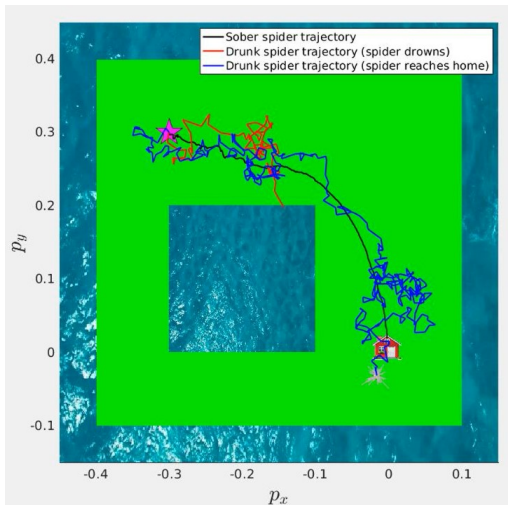 Sober spider trajectory
Drunk spider trajectory (spider drowns)
Drunk spider trajectory (spider reaches home)
0.4
0.3
0.2
0.1
0
-0.1
p_y
-0.4
-0.3
-0.2
-0.1
0
0.1
p_x